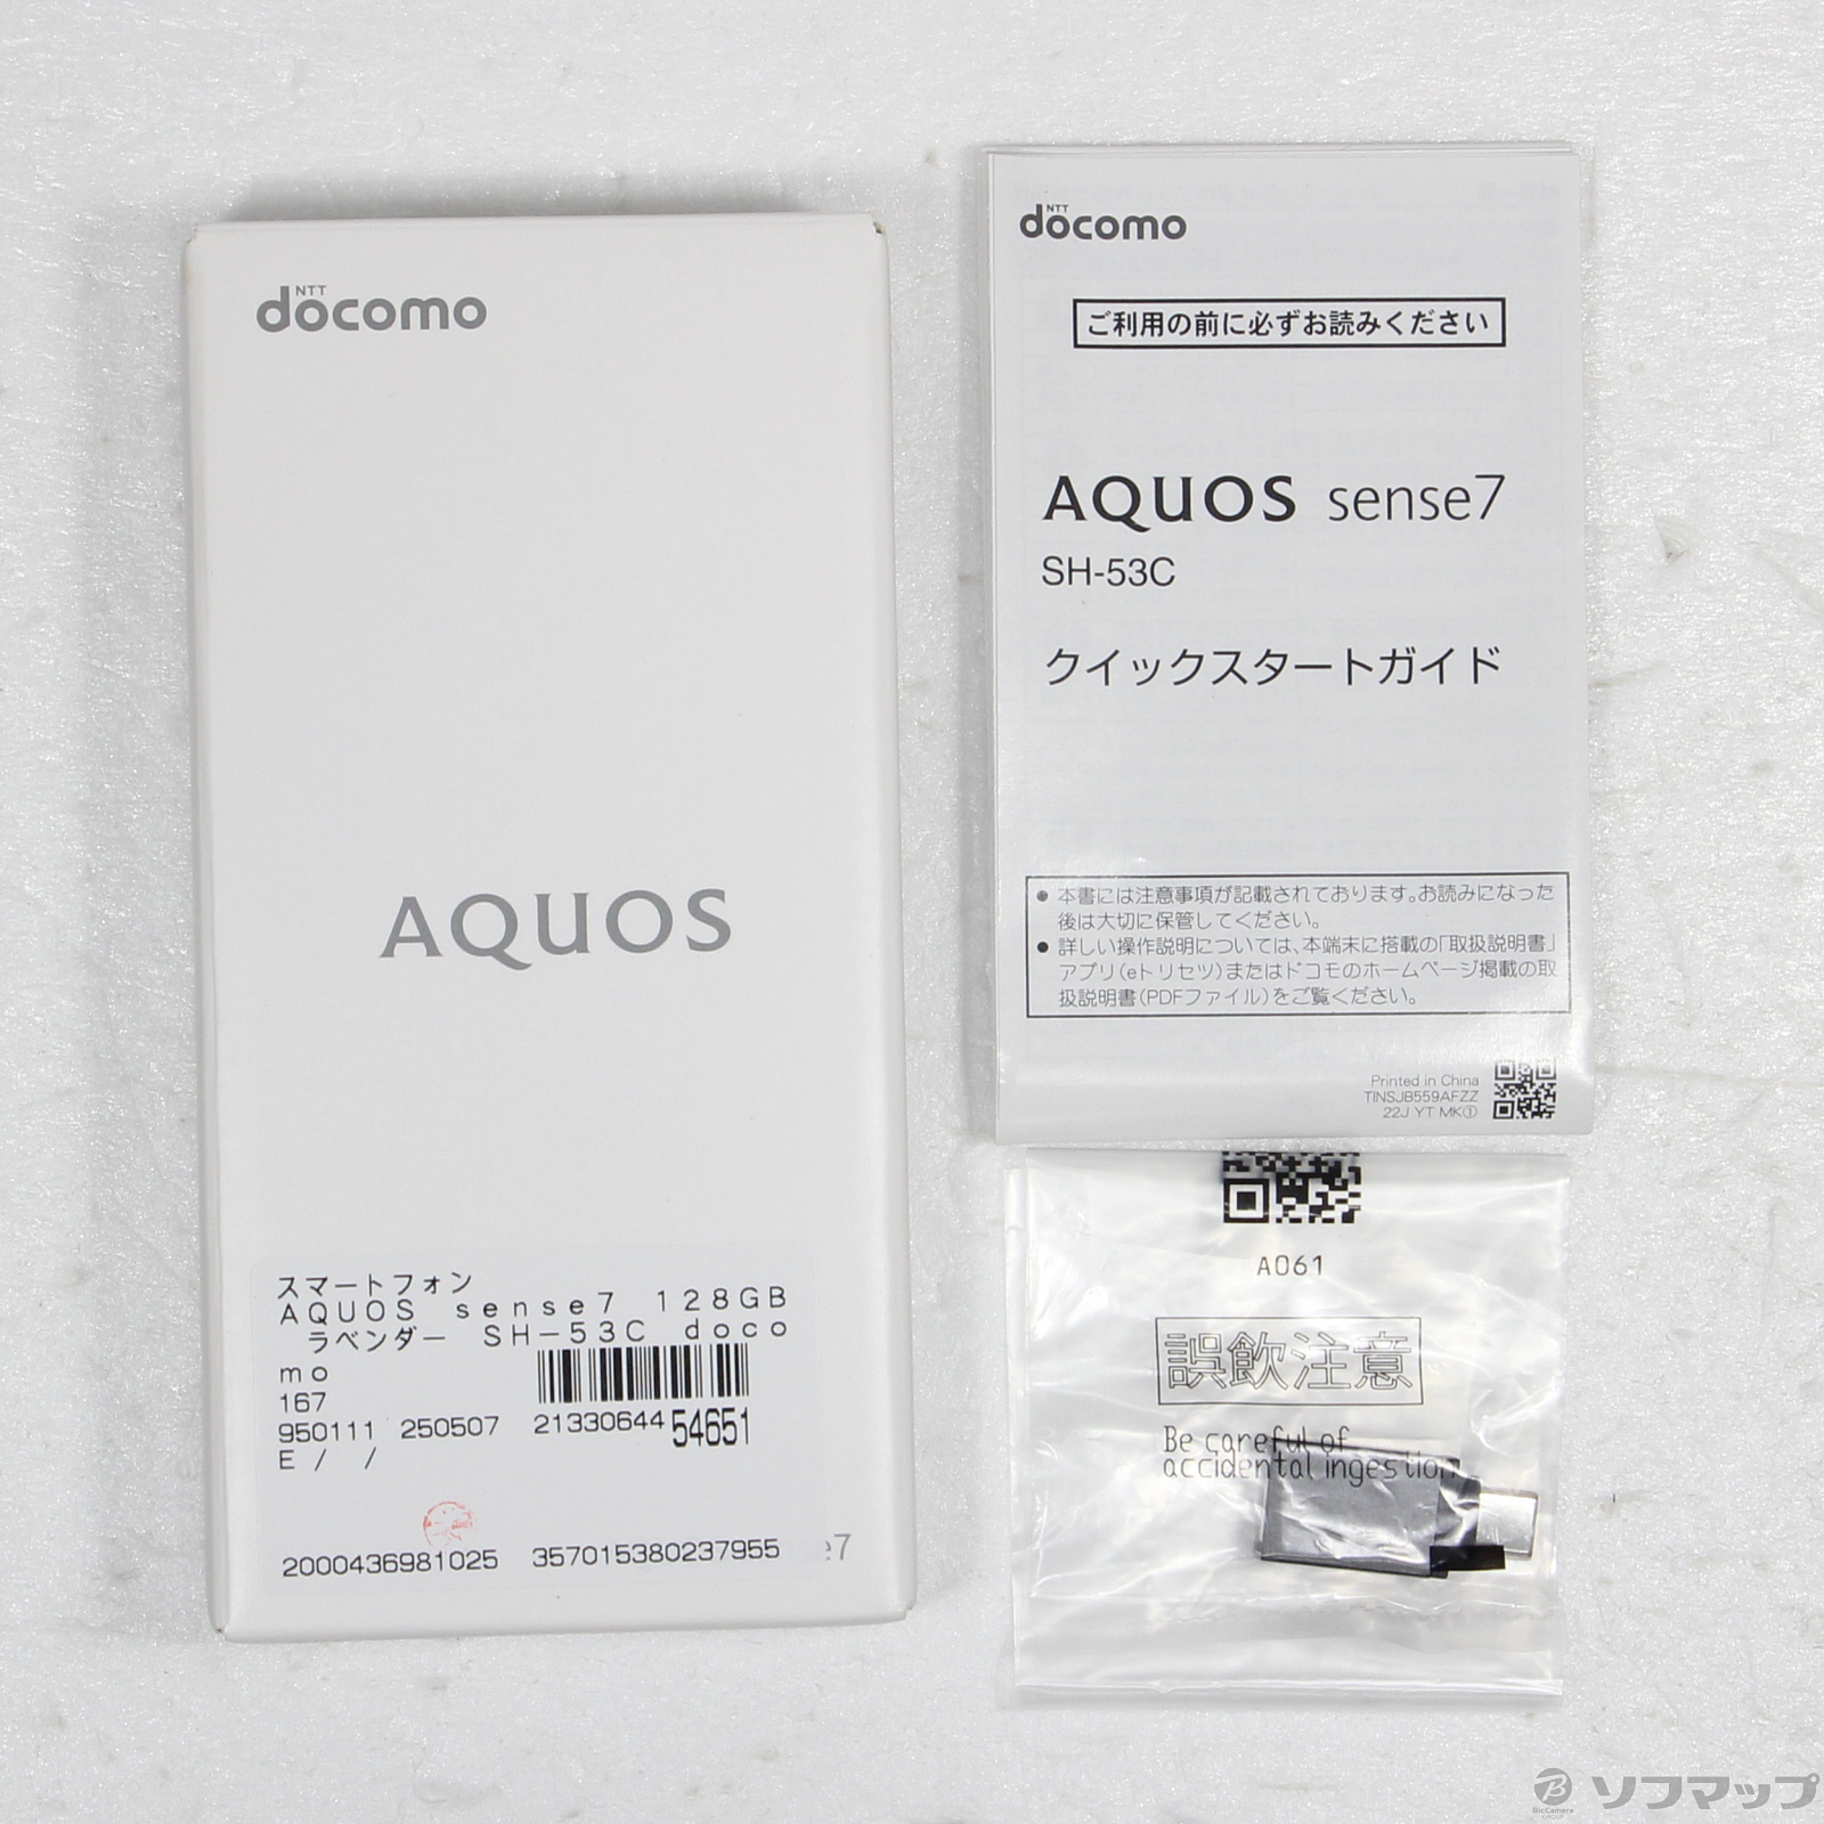 NTT
docomo
AQUOS
スマートフォン
AQUOS sense7 128GB
ラベンダー SH-53C doco
mo
167
950111 250507 21330644 54651
E / /
2000436981025 357015380237955 e7
NTT
docomo
ご利用の前に必ずお読みください
AQUOS sense7
SH-53C
クイックスタートガイド
● 本書には注意事項が記載されております。お読みになった
後は大切に保管してください。
● 詳しい操作説明については、本端末に搭載の「取扱説明書」
アプリ(eトリセツ)またはドコモのホームページ掲載の取
扱説明書(PDFファイル)をご覧ください。
Printed in China
TINSJB559AFZZ
22J YT MK①
A061
誤飲注意
Be careful of
accidental ingestion
B BicCamera GROUP ソフマップ